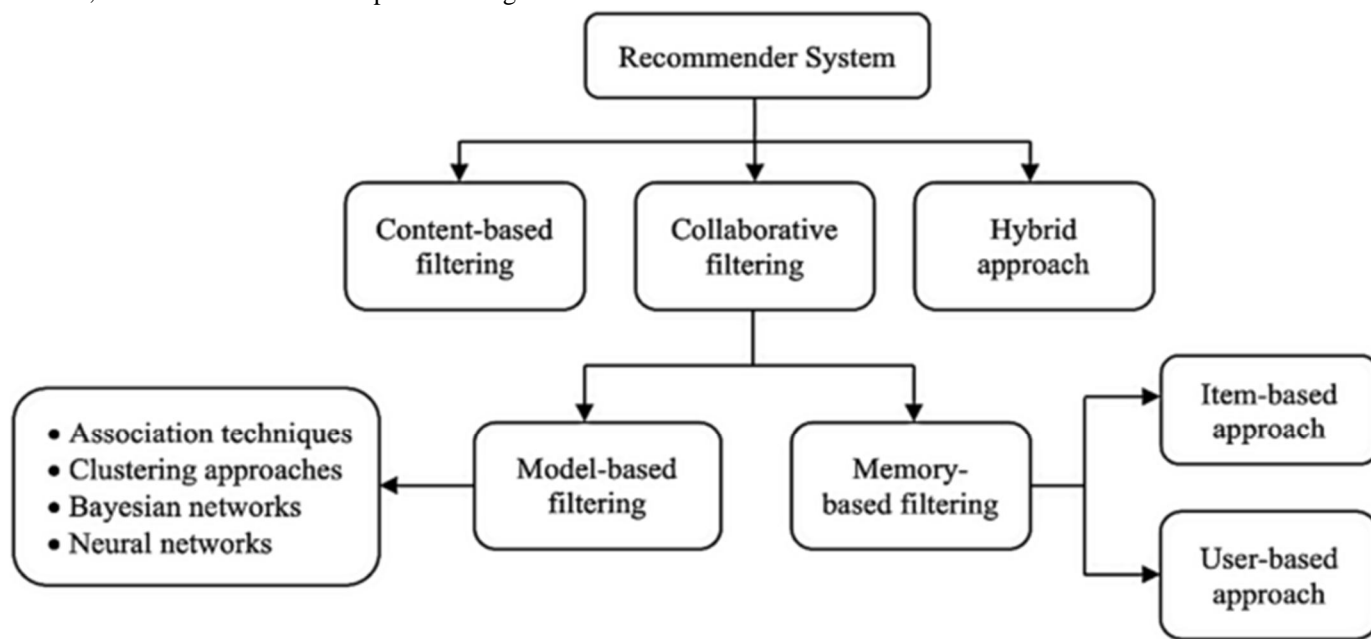 Recommender System
Content-based
filtering
Collaborative
filtering
Hybrid
approach
• Association techniques
• Clustering approaches
• Bayesian networks
• Neural networks
Model-based
filtering
Memory-
based filtering
Item-based
approach
User-based
approach